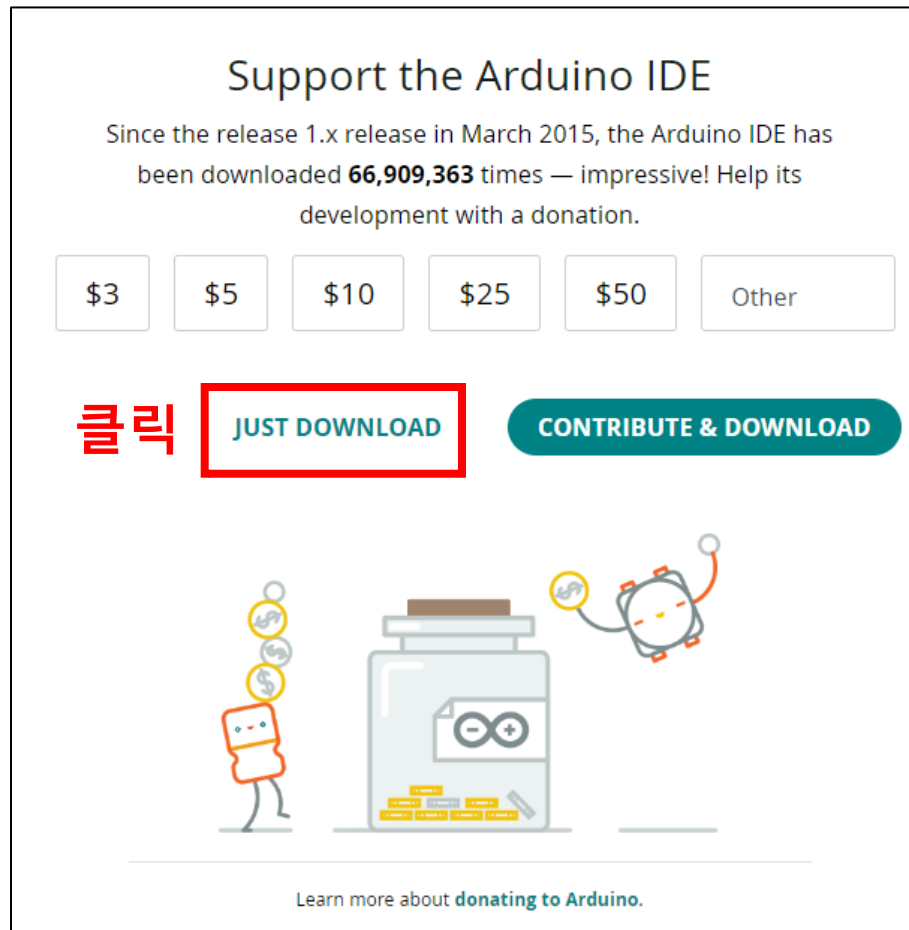 Support the Arduino IDE
Since the release 1.x release in March 2015, the Arduino IDE has
been downloaded 66,909,363 times — impressive! Help its
development with a donation.
$3 $5 $10 $25 $50 Other
클릭 JUST DOWNLOAD CONTRIBUTE & DOWNLOAD
Learn more about donating to Arduino.